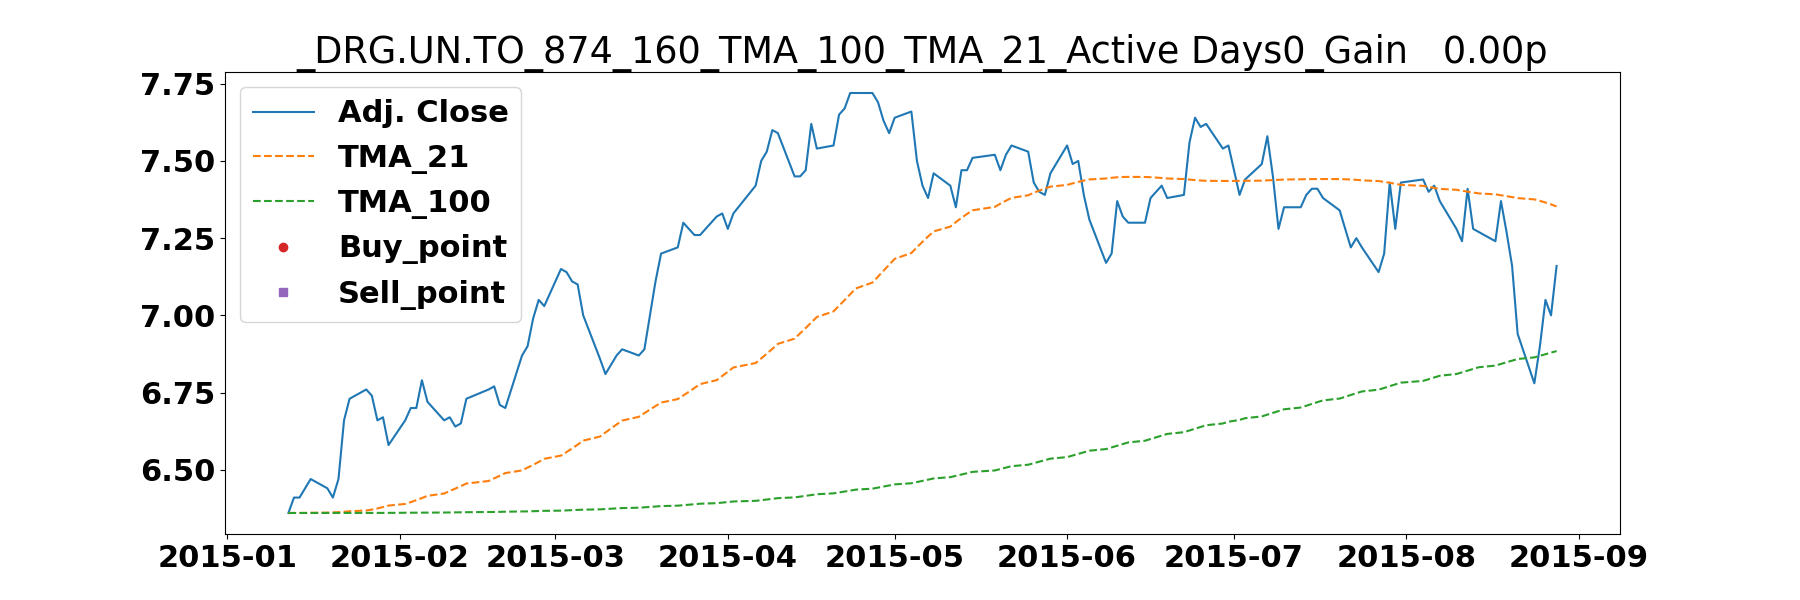 _DRG.UN.TO_874_160_TMA_100_TMA_21_Active Days0_Gain   0.00p
7.75
7.50
7.25
7.00
6.75
6.50
Adj. Close
TMA_21
TMA_100
Buy_point
Sell_point
2015-01 2015-02 2015-03 2015-04 2015-05 2015-06 2015-07 2015-08 2015-09